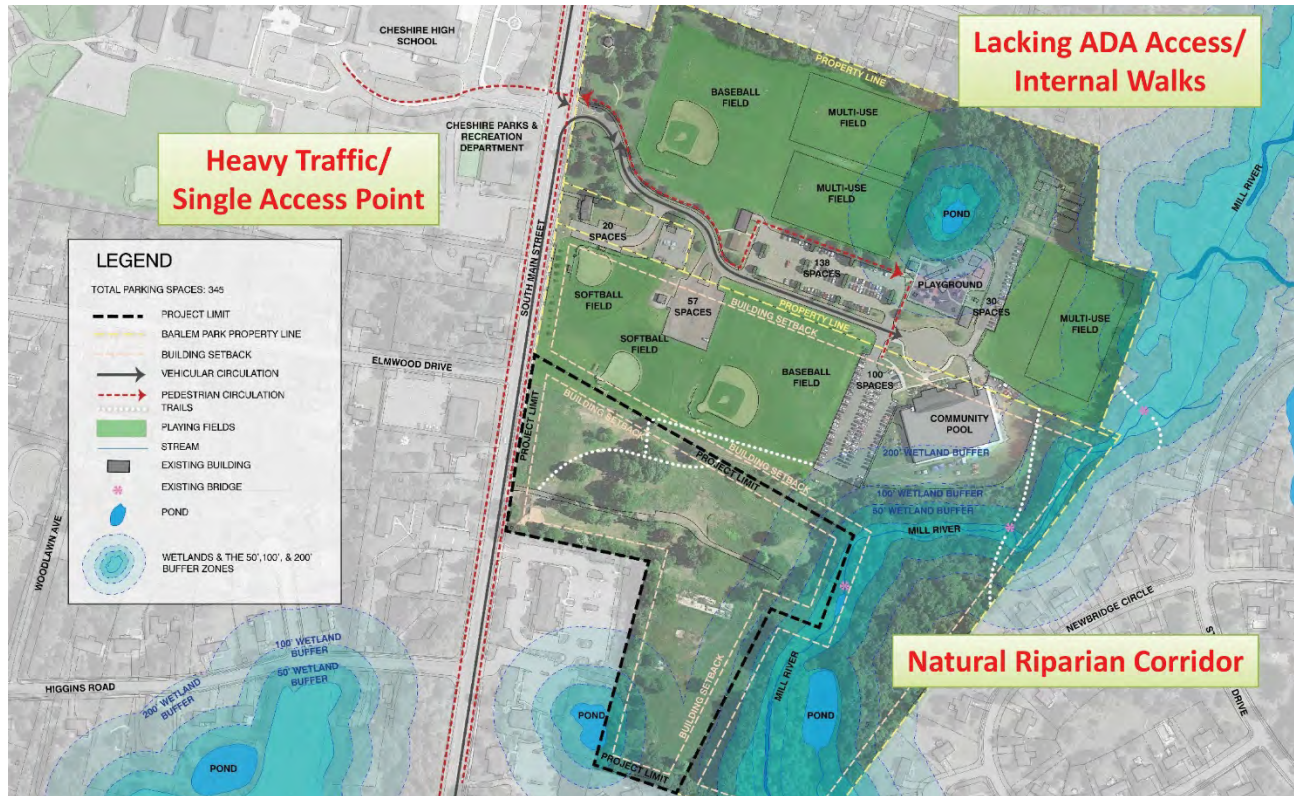 CHESHIRE HIGH
SCHOOL
Lacking ADA Access/
Internal Walks
PROPERTY LINE
BASEBALL
FIELD
MULTI-USE
FIELD
CHESHIRE PARKS &
RECREATION
DEPARTMENT
Heavy Traffic/
Single Access Point
MULTI-USE
FIELD
POND
MILL RIVER
20
SPACES
138
SPACES
PLAYGROUND
30
SPACES
MULTI-USE
FIELD
SOUTH MAIN STREET
SOFTBALL
FIELD
57
SPACES
BUILDING SETBACK
PROPERTY LINE
SOFTBALL
FIELD
BASEBALL
FIELD
100
SPACES
COMMUNITY
POOL
ELMWOOD DRIVE
LEGEND
TOTAL PARKING SPACES: 345
PROJECT LIMIT
BARLEM PARK PROPERTY LINE
BUILDING SETBACK
VEHICULAR CIRCULATION
PEDESTRIAN CIRCULATION
TRAILS
PLAYING FIELDS
STREAM
EXISTING BUILDING
EXISTING BRIDGE
POND
WETLANDS & THE 50',100', & 200'
BUFFER ZONES
PROJECT LIMIT
BUILDING SETBACK
PROJECT LIMIT
BUILDING SETBACK
200' WETLAND BUFFER
100' WETLAND BUFFER
50' WETLAND BUFFER
MILL RIVER
WOODLAWN AVE
NEWBRIDGE CIRCLE
DRIVE
Natural Riparian Corridor
100' WETLAND
BUFFER
50' WETLAND
BUFFER
HIGGINS ROAD
200' WETLAND
BUFFER
POND
POND
BUILDING SETBACK
MILL RIVER
POND
PROJECT LIMIT